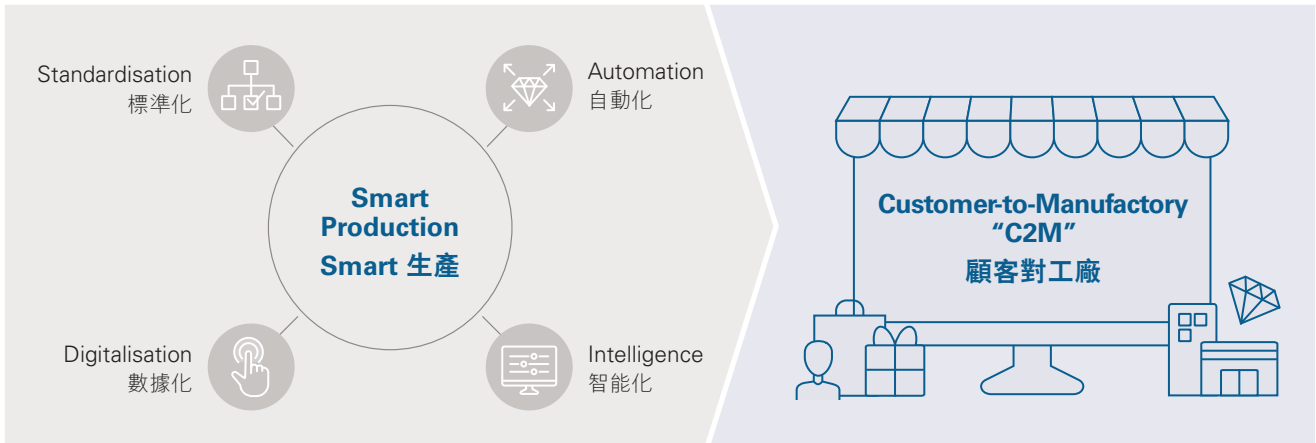 Standardisation
標準化
Automation
自動化
Smart
Production
Smart 生產
Digitalisation
數據化
Intelligence
智能化
Customer-to-Manufactory
“C2M”
顧客對工廠